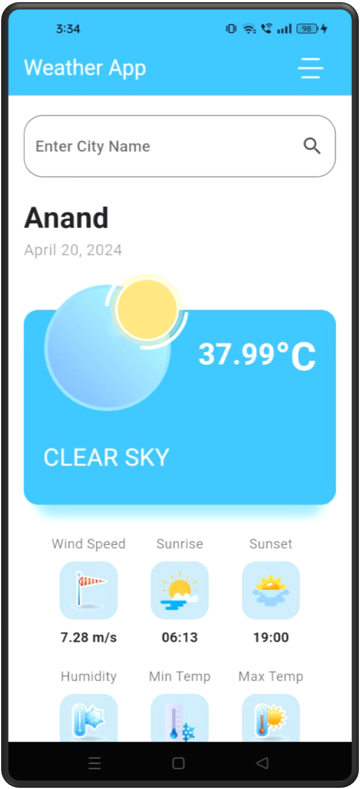 3:34
98
Weather App
Enter City Name
Anand
April 20, 2024
37.99°C
CLEAR SKY
Wind Speed Sunrise Sunset
7.28 m/s 06:13 19:00
Humidity Min Temp Max Temp